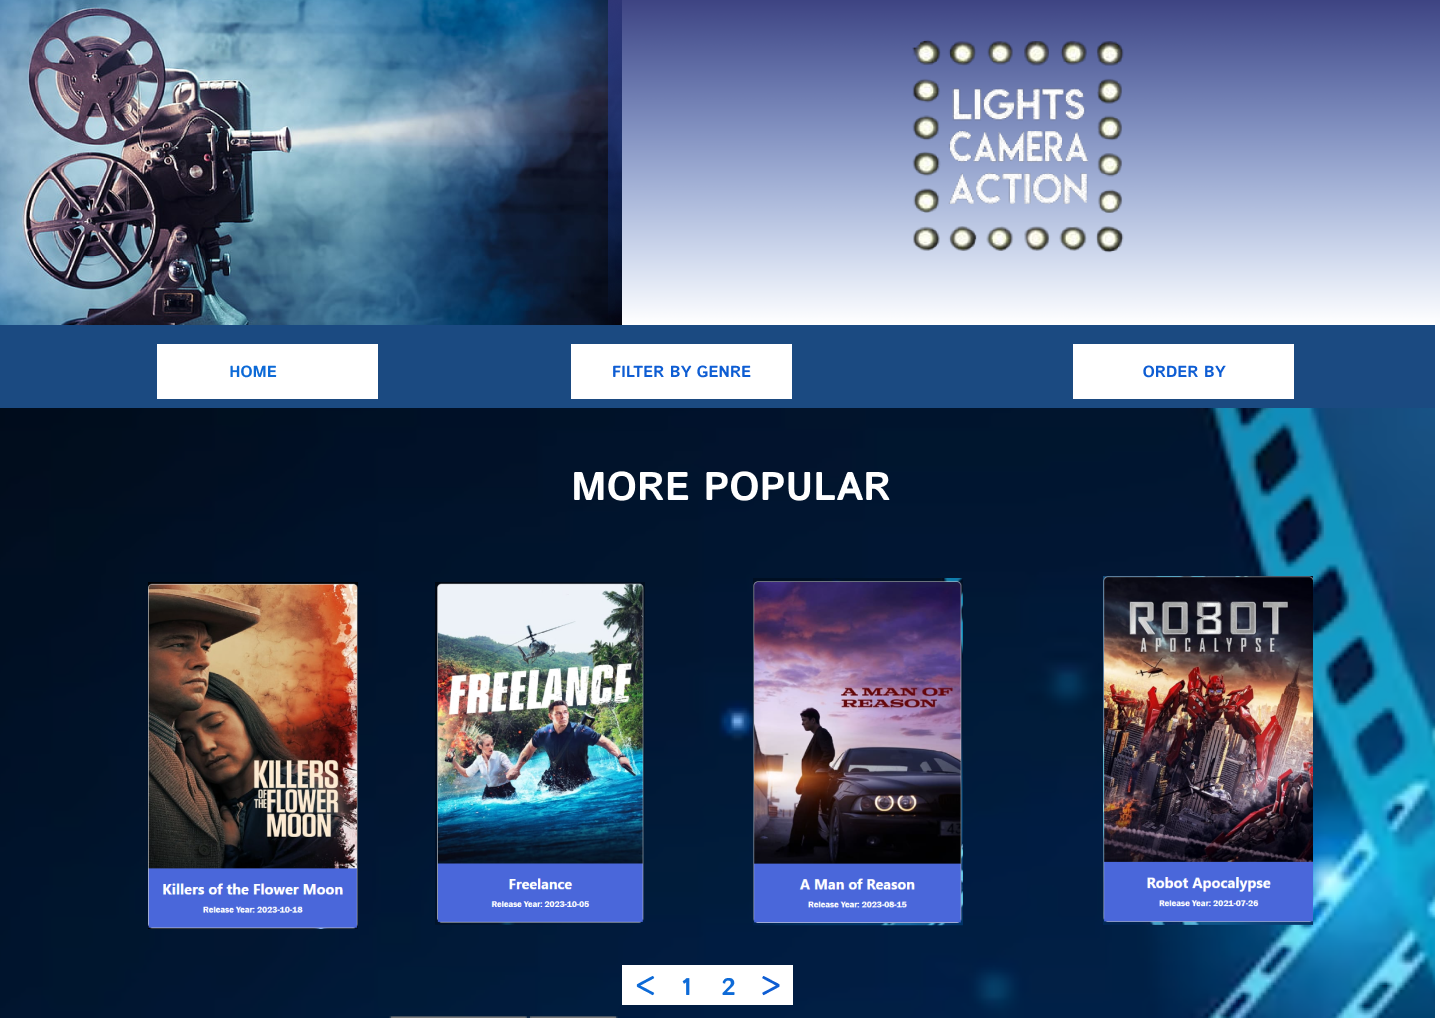 LIGHTS
CAMERA
ACTION
HOME
FILTER BY GENRE
ORDER BY
MORE POPULAR
KILLERS
OF THE FLOWER
MOON
Killers of the Flower Moon
Release Year: 2023-10-18
FREELANCE
Freelance
Release Year: 2023-10-05
A MAN OF
REASON
A Man of Reason
Release Year: 2023-08-15
ROBOT
APOCALYPSE
Robot Apocalypse
Release Year: 2021-07-26
< 1 2 >